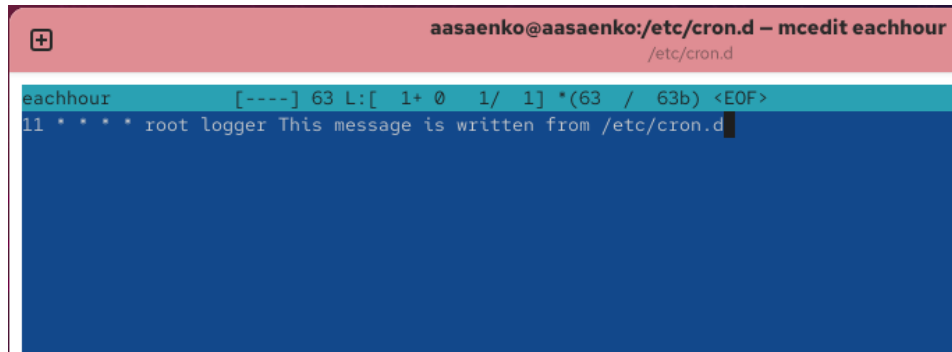 aasaenko@aasaenko:/etc/cron.d — mcedit eachhour
/etc/cron.d
eachhour [----] 63 L:[ 1+ 0 1/ 1] *(63 / 63b) <EOF>
11 * * * * root logger This message is written from /etc/cron.d